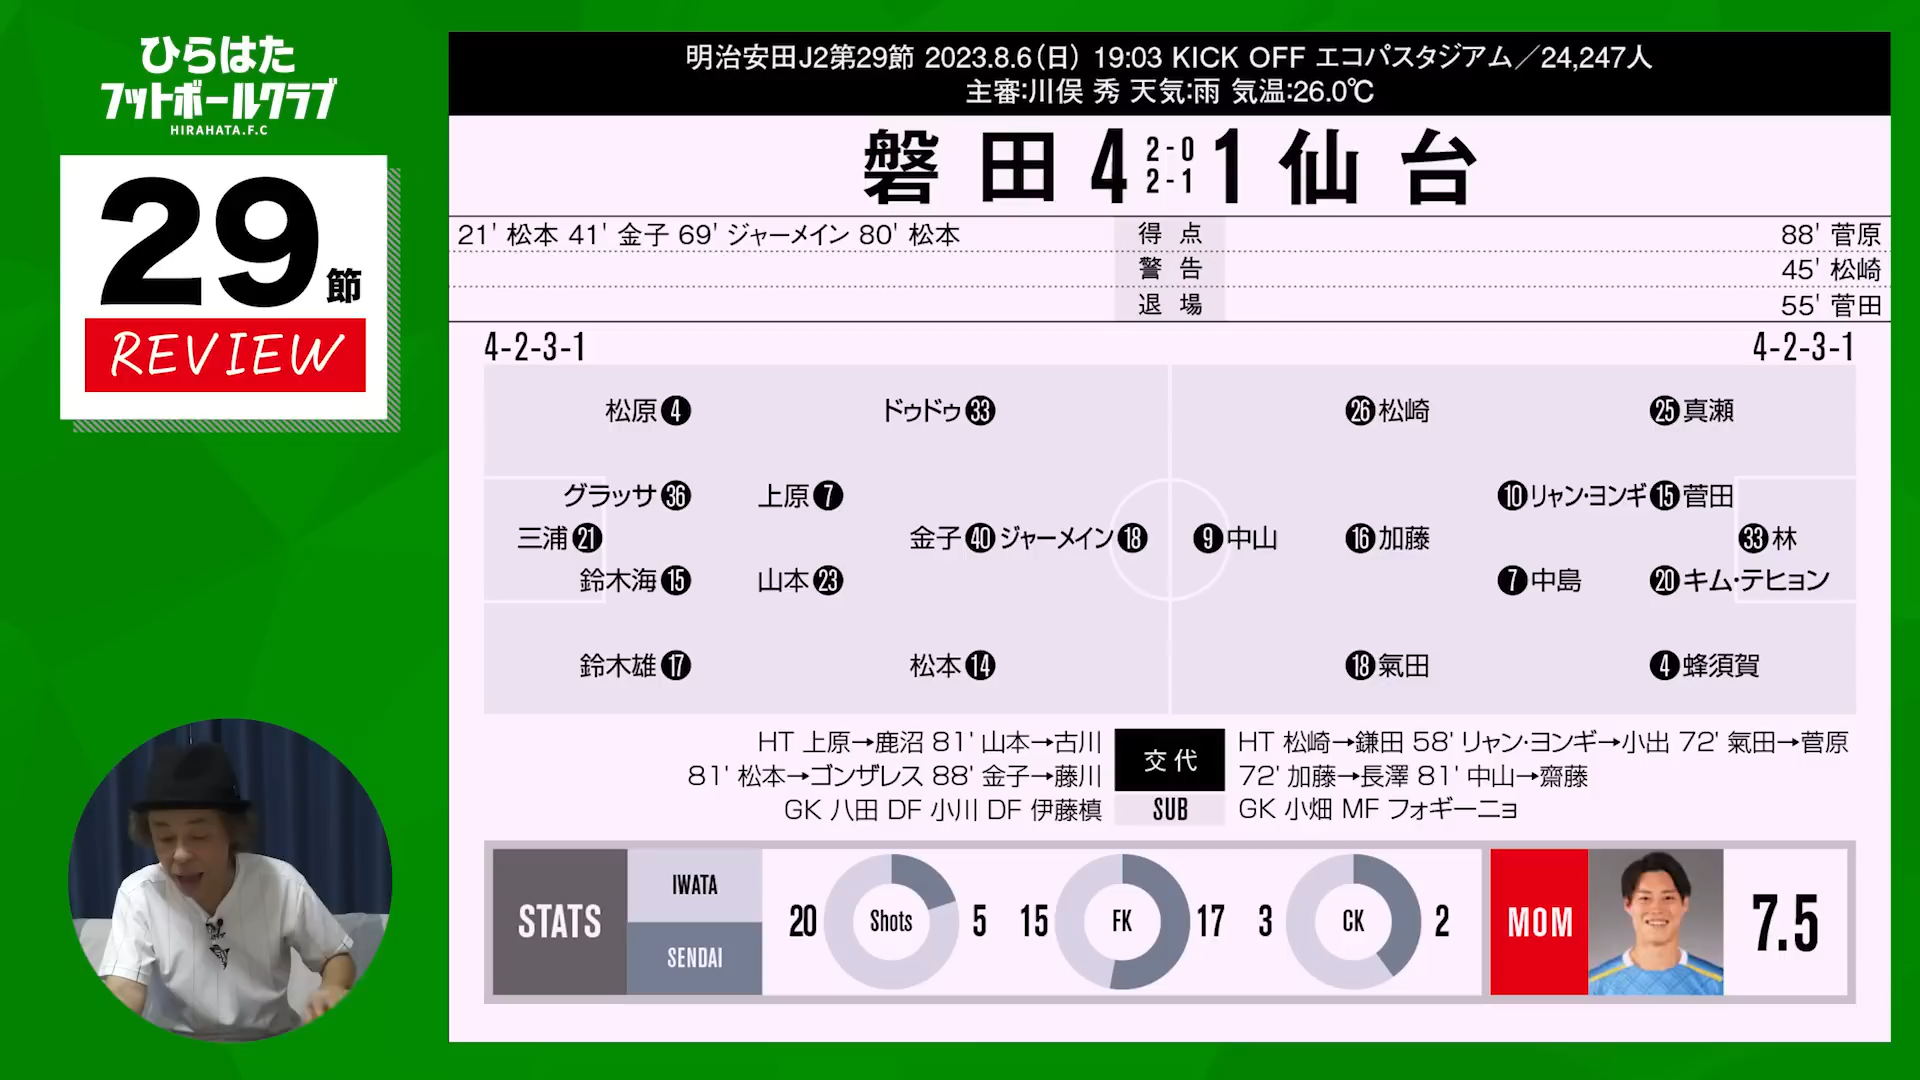 ひらはた
フットボールクラブ
HIRAHATA.F.C
29節
REVIEW
明治安田J2第29節 2023.8.6(日) 19:03 KICK OFF エコパスタジアム／24,247人
主審:川俣 秀 天気:雨 気温:26.0℃
磐田 4 2-0 1 仙台
2-1
21' 松本 41' 金子 69' ジャーメイン 80' 松本 得点 88' 菅原
警告 45' 松崎
退場 55' 菅田
4-2-3-1 4-2-3-1
松原 4 ドゥドゥ 33 26 松崎 25 真瀬
グラッサ 36 上原 7 10 リャン・ヨンギ 15 菅田
三浦 21 金子 40 ジャーメイン 18 9 中山 16 加藤 33 林
鈴木海 15 山本 23 7 中島 20 キム・テヒョン
鈴木雄 17 松本 14 18 氣田 4 蜂須賀
HT 上原→鹿沼 81' 山本→古川 交代 HT 松崎→鎌田 58' リャン・ヨンギ→小出 72' 氣田→菅原
81' 松本→ゴンザレス 88' 金子→藤川 72' 加藤→長澤 81' 中山→齋藤
GK 八田 DF 小川 DF 伊藤槙 SUB GK 小畑 MF フォギーニョ
STATS IWATA 20 Shots 5 15 FK 17 3 CK 2 MOM 7.5
SENDAI